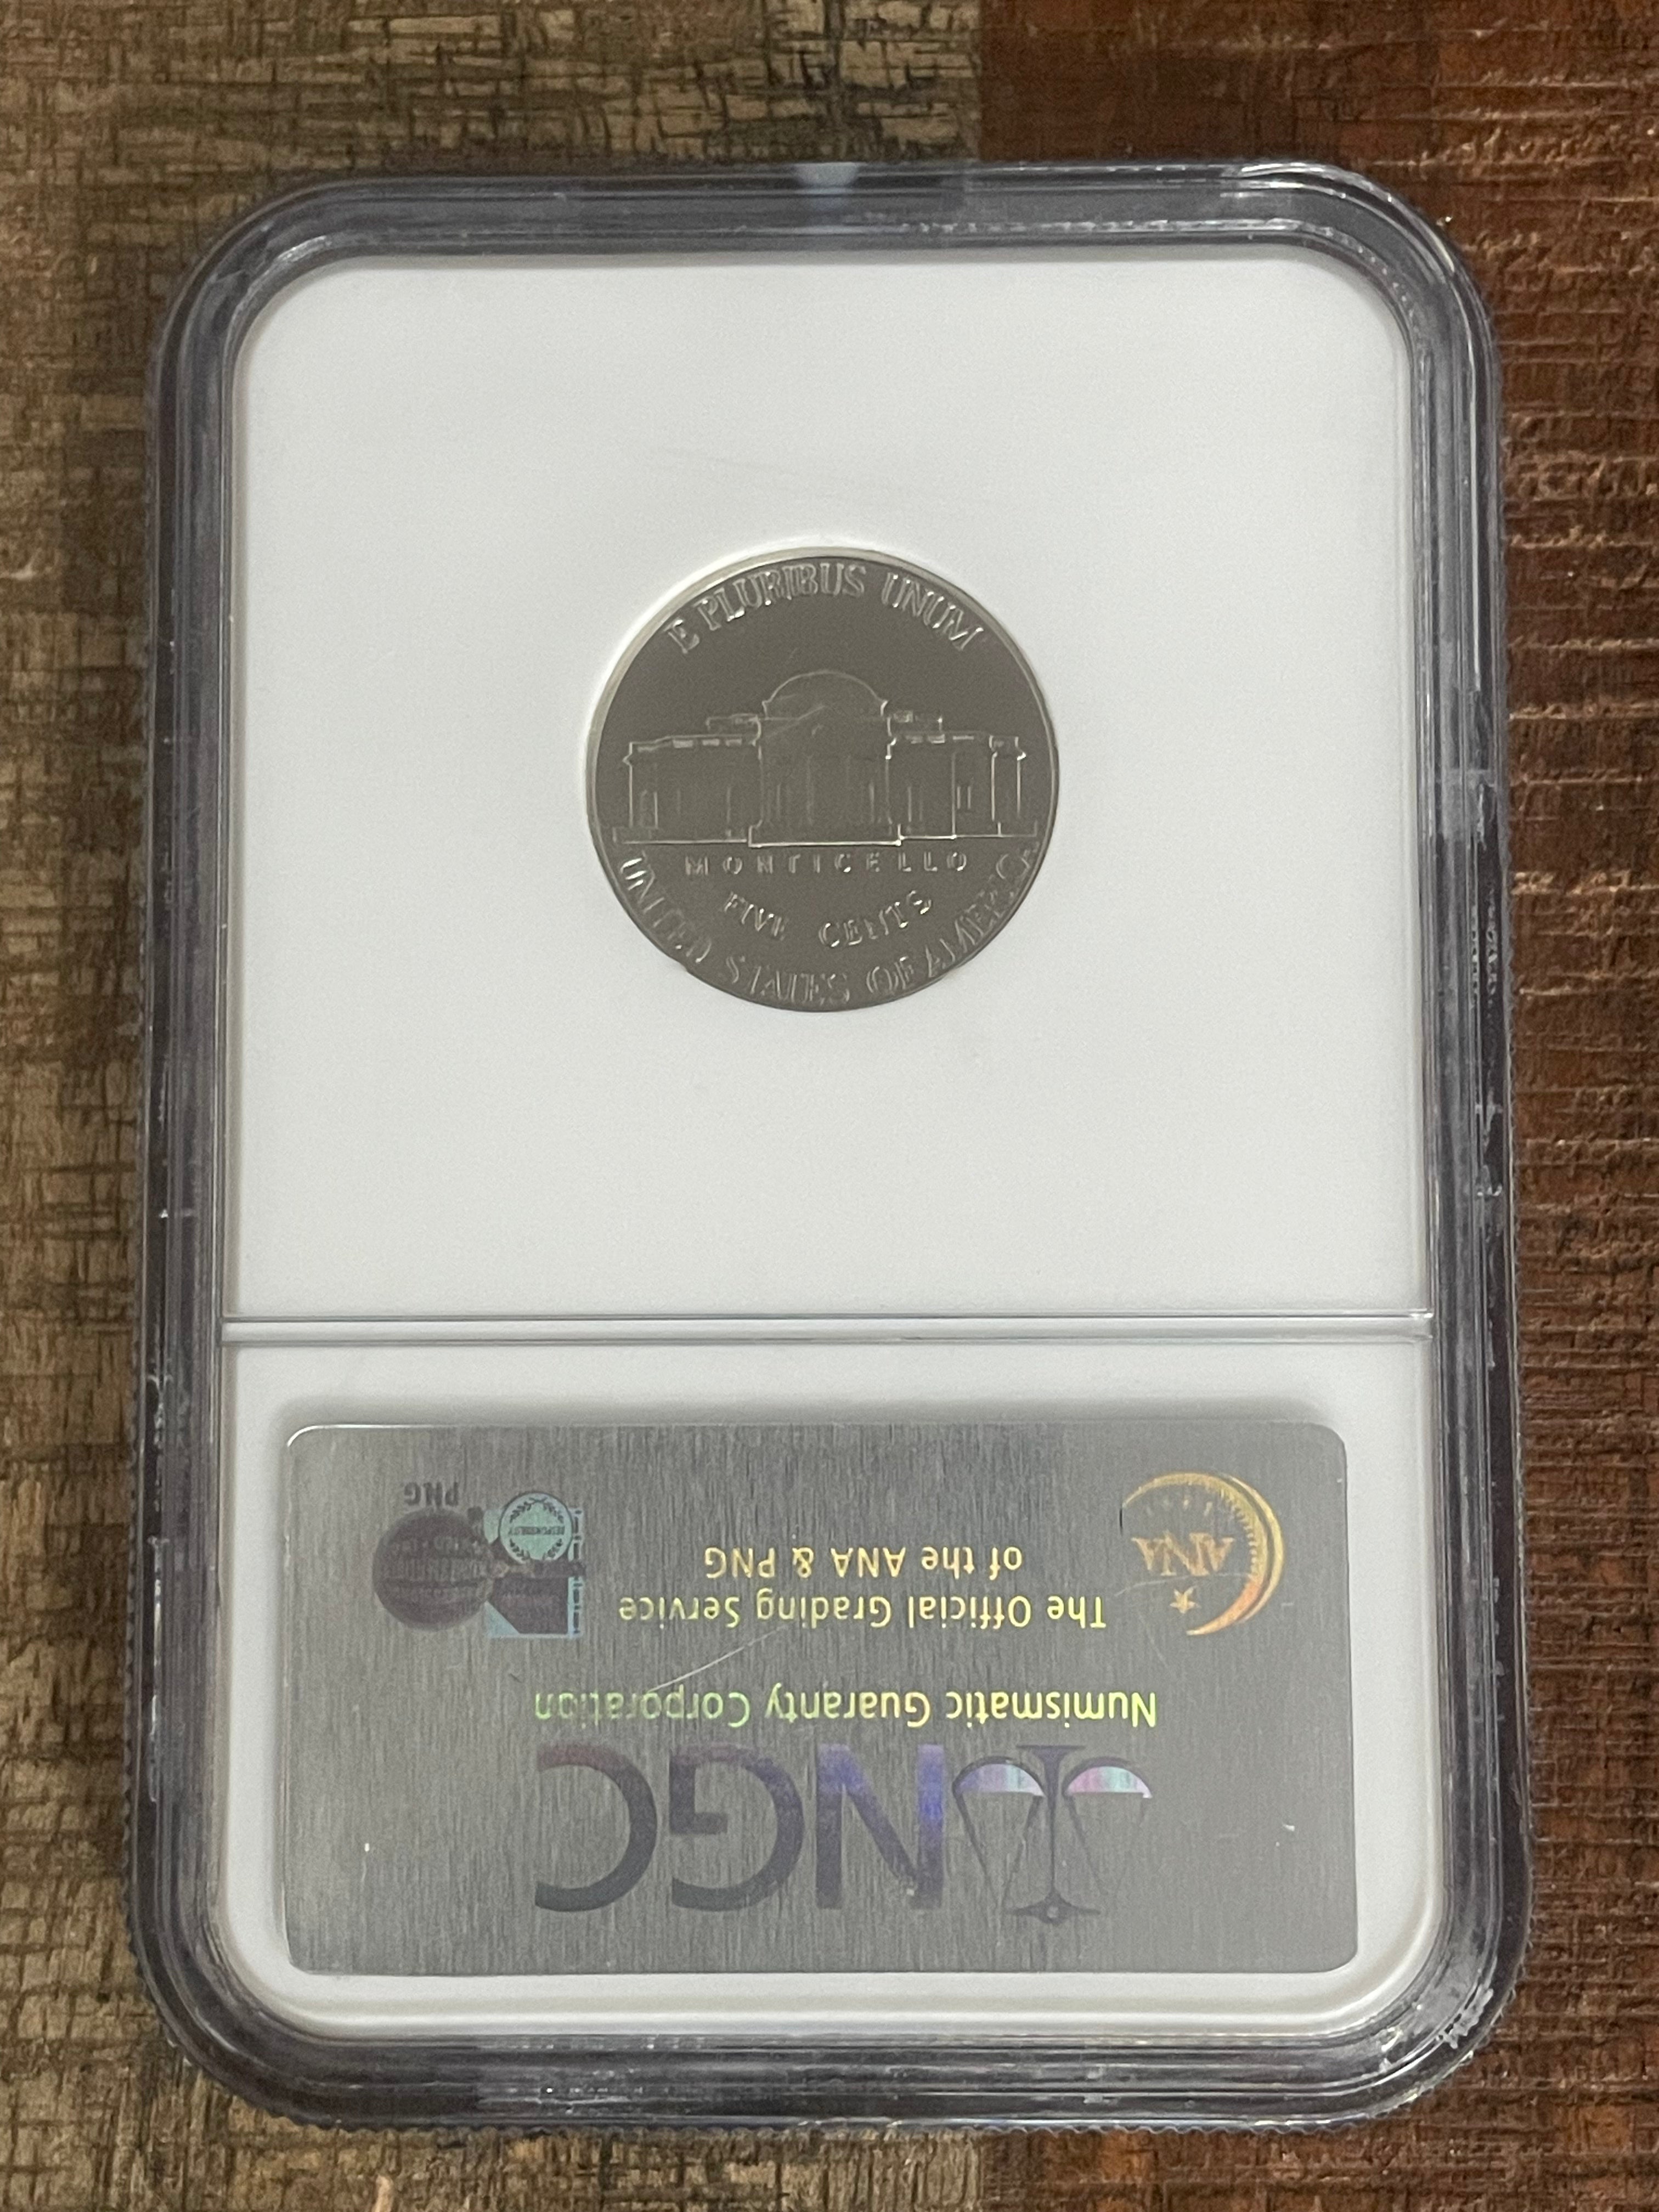 E PLURIBUS UNUM
MONTICELLO
FIVE CENTS
UNITED STATES OF AMERICA
NGC
Numismatic Guaranty Corporation
The Official Grading Service
of the ANA & PNG
ANA
RESPONSIBILITY
PNG